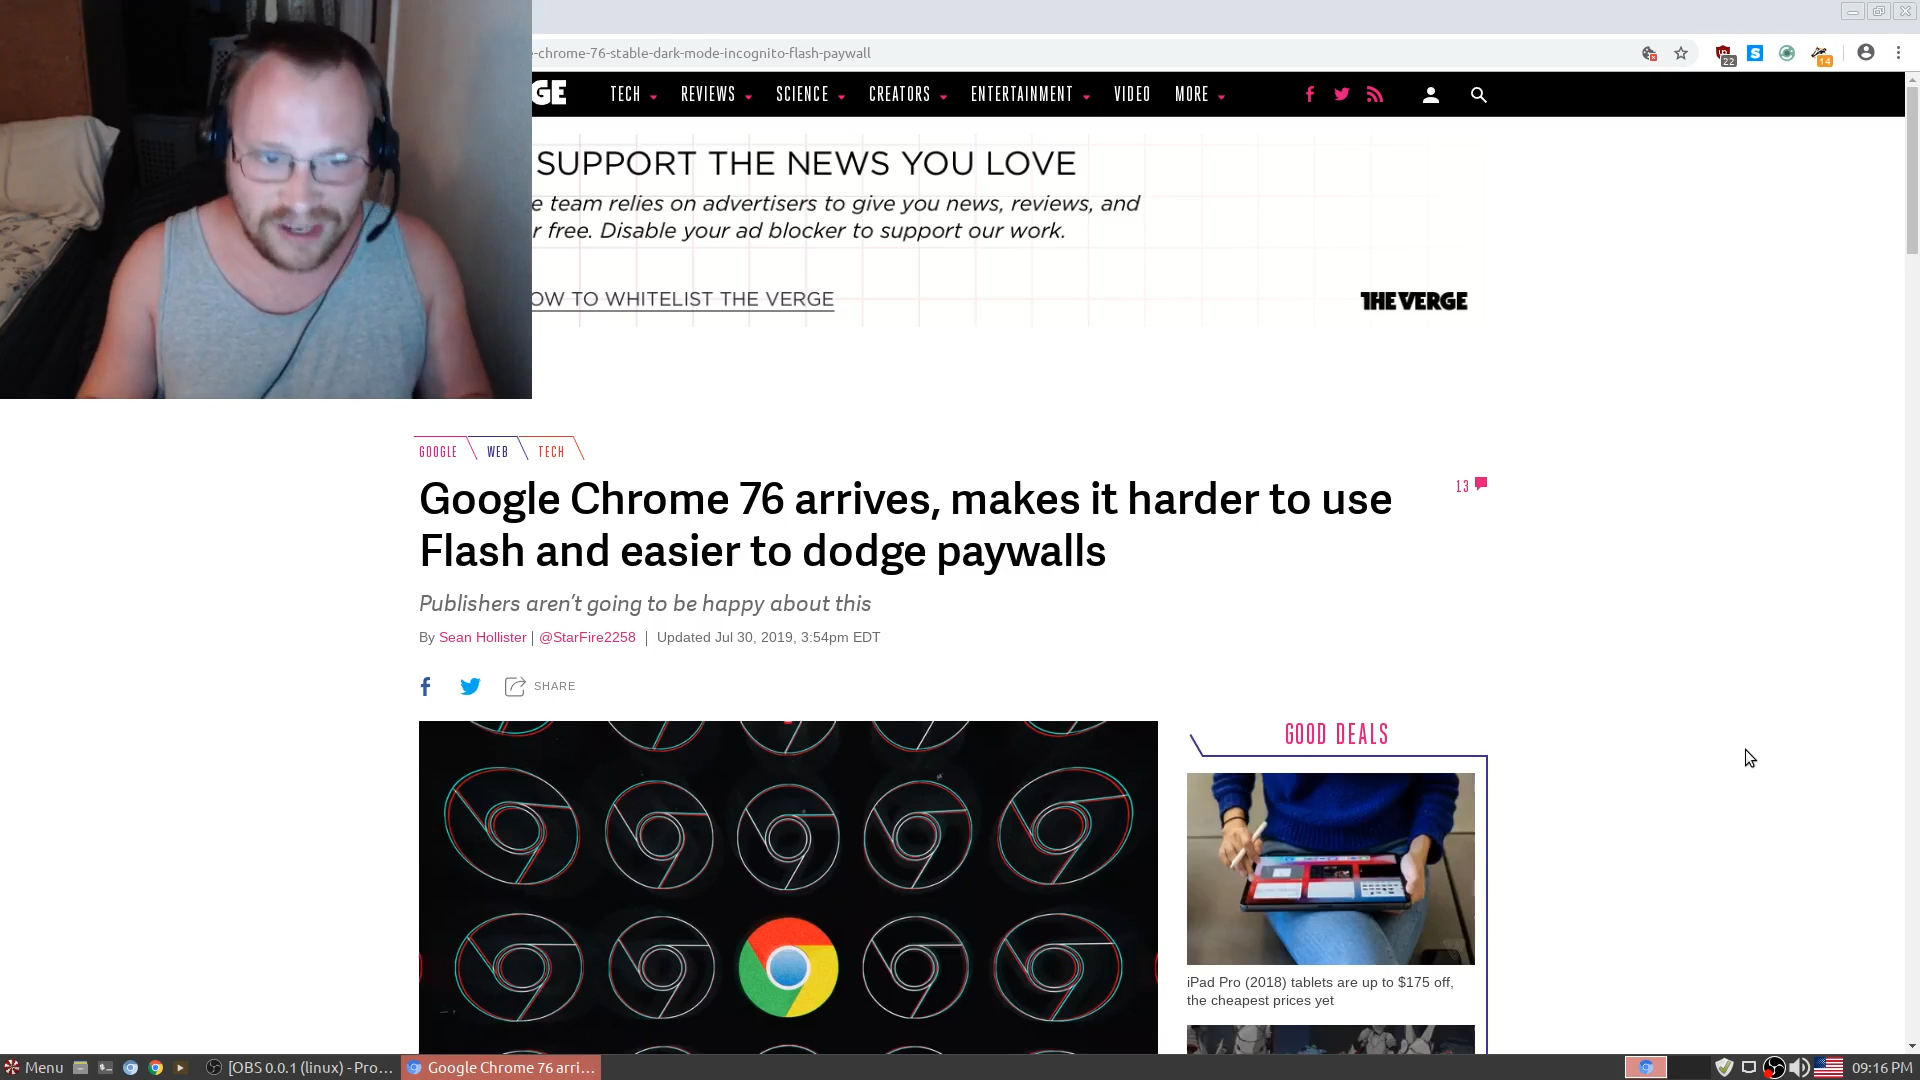 -chrome-76-stable-dark-mode-incognito-flash-paywall
22
S
14
GE
TECH
REVIEWS
SCIENCE
CREATORS
ENTERTAINMENT
VIDEO
MORE
SUPPORT THE NEWS YOU LOVE
e team relies on advertisers to give you news, reviews, and
r free. Disable your ad blocker to support our work.
OW TO WHITELIST THE VERGE
THE VERGE
GOOGLE
WEB
TECH
Google Chrome 76 arrives, makes it harder to use
Flash and easier to dodge paywalls
13
Publishers aren’t going to be happy about this
By Sean Hollister | @StarFire2258 | Updated Jul 30, 2019, 3:54pm EDT
SHARE
GOOD DEALS
iPad Pro (2018) tablets are up to $175 off,
the cheapest prices yet
Menu
[OBS 0.0.1 (linux) - Pro...
Google Chrome 76 arri...
09:16 PM